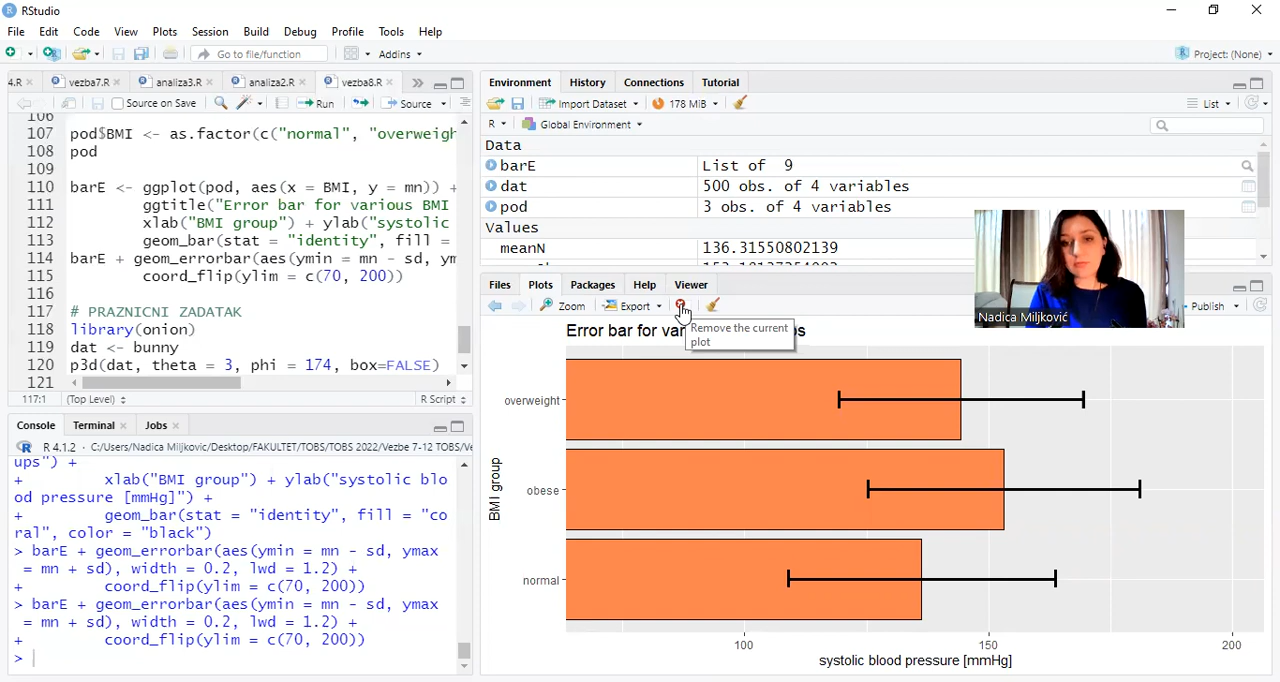 RStudio
File Edit Code View Plots Session Build Debug Profile Tools Help
Go to file/function Addins Project: (None)
4.R vezba7.R analiza3.R analiza2.R vezba8.R
Source on Save Run Source
106
107 pod$BMI <- as.factor(c("normal", "overweigh
108 pod
109
110 barE <- ggplot(pod, aes(x = BMI, y = mn)) +
111 ggtitle("Error bar for various BMI
112 xlab("BMI group") + ylab("systolic
113 geom_bar(stat = "identity", fill =
114 barE + geom_errorbar(aes(ymin = mn - sd, ym
115 coord_flip(ylim = c(70, 200))
116
117 # PRAZNICNI ZADATAK
118 library(onion)
119 dat <- bunny
120 p3d(dat, theta = 3, phi = 174, box=FALSE)
121
117:1 (Top Level) R Script
Console Terminal Jobs
R R 4.1.2 · C:/Users/Nadica Miljkovic/Desktop/FAKULTET/TOBS/TOBS 2022/Vezbe 7-12 TOBS/Ve
ups") +
+ xlab("BMI group") + ylab("systolic blo
od pressure [mmHg]") +
+ geom_bar(stat = "identity", fill = "co
ral", color = "black")
> barE + geom_errorbar(aes(ymin = mn - sd, ymax
= mn + sd), width = 0.2, lwd = 1.2) +
+ coord_flip(ylim = c(70, 200))
> barE + geom_errorbar(aes(ymin = mn - sd, ymax
= mn + sd), width = 0.2, lwd = 1.2) +
+ coord_flip(ylim = c(70, 200))
>
Environment History Connections Tutorial
Import Dataset 178 MiB List
R Global Environment
Data
barE List of 9
dat 500 obs. of 4 variables
pod 3 obs. of 4 variables
Values
meanN 136.31550802139
Nadica Miljković
Files Plots Packages Help Viewer
Zoom Export Publish
Remove the current
plot
Error bar for var ps
overweight
obese
normal
BMI group
100 150 200
systolic blood pressure [mmHg]